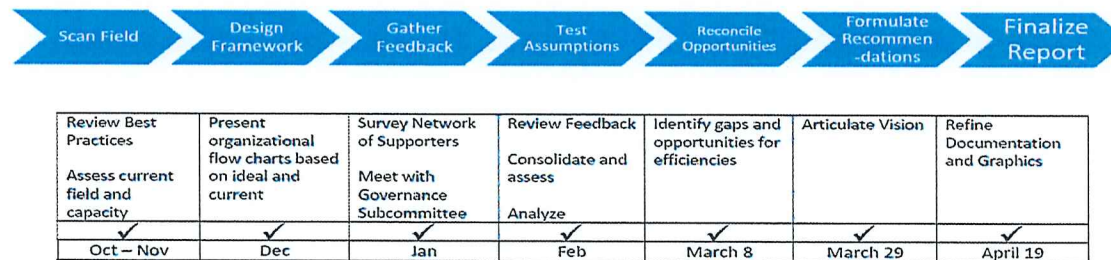 Scan Field
Design
Framework
Gather
Feedback
Test
Assumptions
Reconcile
Opportunities
Formulate
Recommen
-dations
Finalize
Report
Review Best
Practices
Assess current
field and
capacity
Present
organizational
flow charts based
on ideal and
current
Survey Network
of Supporters
Meet with
Governance
Subcommittee
Review Feedback
Consolidate and
assess
Analyze
Identify gaps and
opportunities for
efficiencies
Articulate Vision
Refine
Documentation
and Graphics
✓ ✓ ✓ ✓ ✓ ✓ ✓
Oct – Nov Dec Jan Feb March 8 March 29 April 19